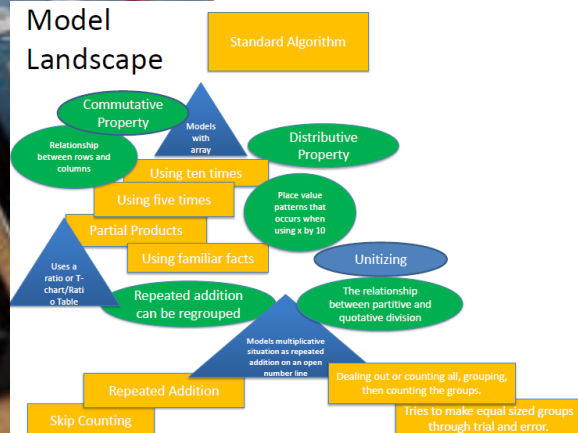 Model
Landscape
Standard Algorithm
Commutative
Property
Models
with
array
Relationship
between rows and
columns
Distributive
Property
Using ten times
Using five times
Place value
patterns that
occurs when
using x by 10
Partial Products
Using familiar facts
Unitizing
Uses a
ratio or T-
chart/Rati
o Table
Repeated addition
can be regrouped
The relationship
between partitive and
quotative division
Models multiplicative
situation as repeated
addition on an open
number line
Dealing out or counting all, grouping,
then counting the groups.
Repeated Addition
Tries to make equal sized groups
through trial and error.
Skip Counting